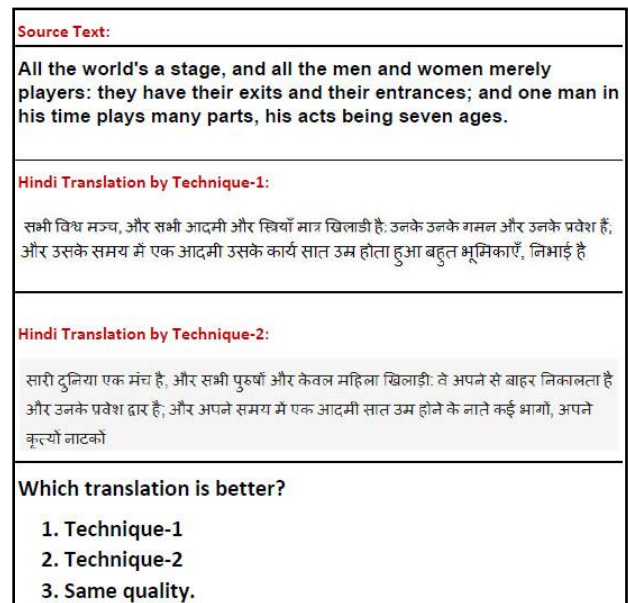 Source Text:
All the world's a stage, and all the men and women merely
players: they have their exits and their entrances; and one man in
his time plays many parts, his acts being seven ages.
Hindi Translation by Technique-1:
सभी विश्व मञ्च, और सभी आदमी और स्त्रियाँ मात्र खिलाडी है: उनके उनके गमन और उनके प्रवेश हैं;
और उसके समय में एक आदमी उसके कार्य सात उम्र होता हुआ बहुत भूमिकाएँ, निभाई है
Hindi Translation by Technique-2:
सारी दुनिया एक मंच है, और सभी पुरुषों और केवल महिला खिलाड़ी: वे अपने से बाहर निकालता है
और उनके प्रवेश द्वार है; और अपने समय में एक आदमी सात उम्र होने के नाते कई भागों, अपने
कृत्यों नाटकों
Which translation is better?
1. Technique-1
2. Technique-2
3. Same quality.